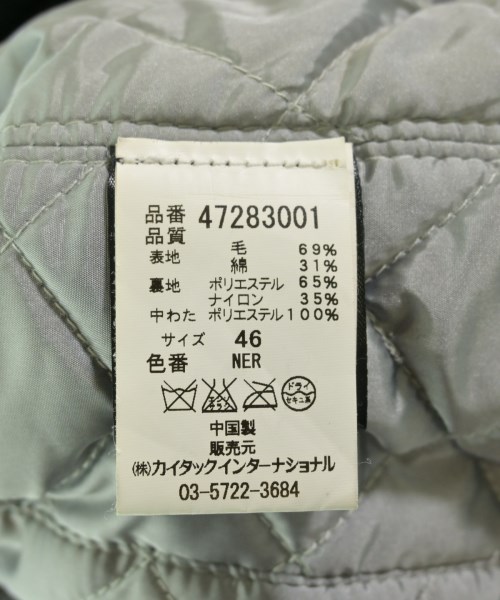 品番 47283001
品質
表地 毛 69%
綿 31%
裏地 ポリエステル 65%
ナイロン 35%
中わた ポリエステル 100%
サイズ 46
色番 NER
ドライ
セキユ系
中国製
販売元
㈱カイタックインターナショナル
03-5722-3684